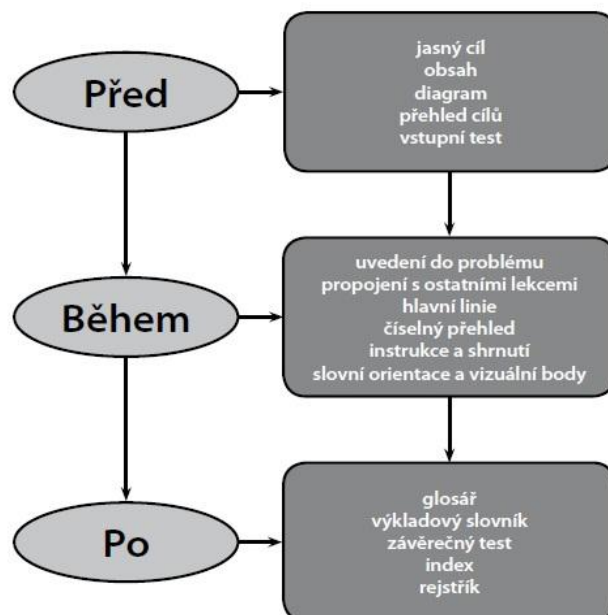 Před
jasný cíl
obsah
diagram
přehled cílů
vstupní test
Během
uvedení do problému
propojení s ostatními lekcemi
hlavní linie
číselný přehled
instrukce a shrnutí
slovní orientace a vizuální body
Po
glosář
výkladový slovník
závěrečný test
index
rejstřík